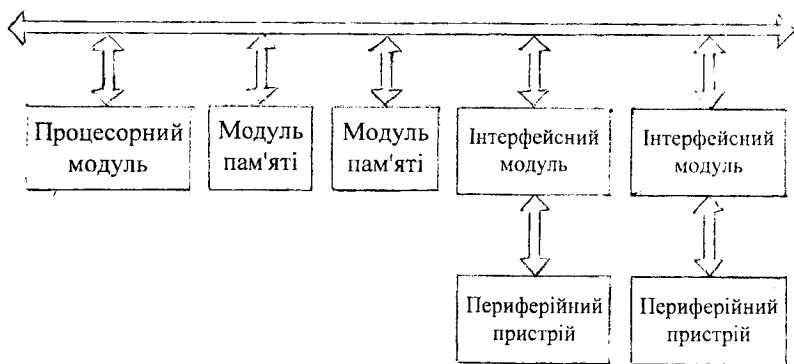 Процесорний
модуль
Модуль
пам'яті
Модуль
пам'яті
Інтерфейсний
модуль
Інтерфейсний
модуль
Периферійний
пристрій
Периферійний
пристрій